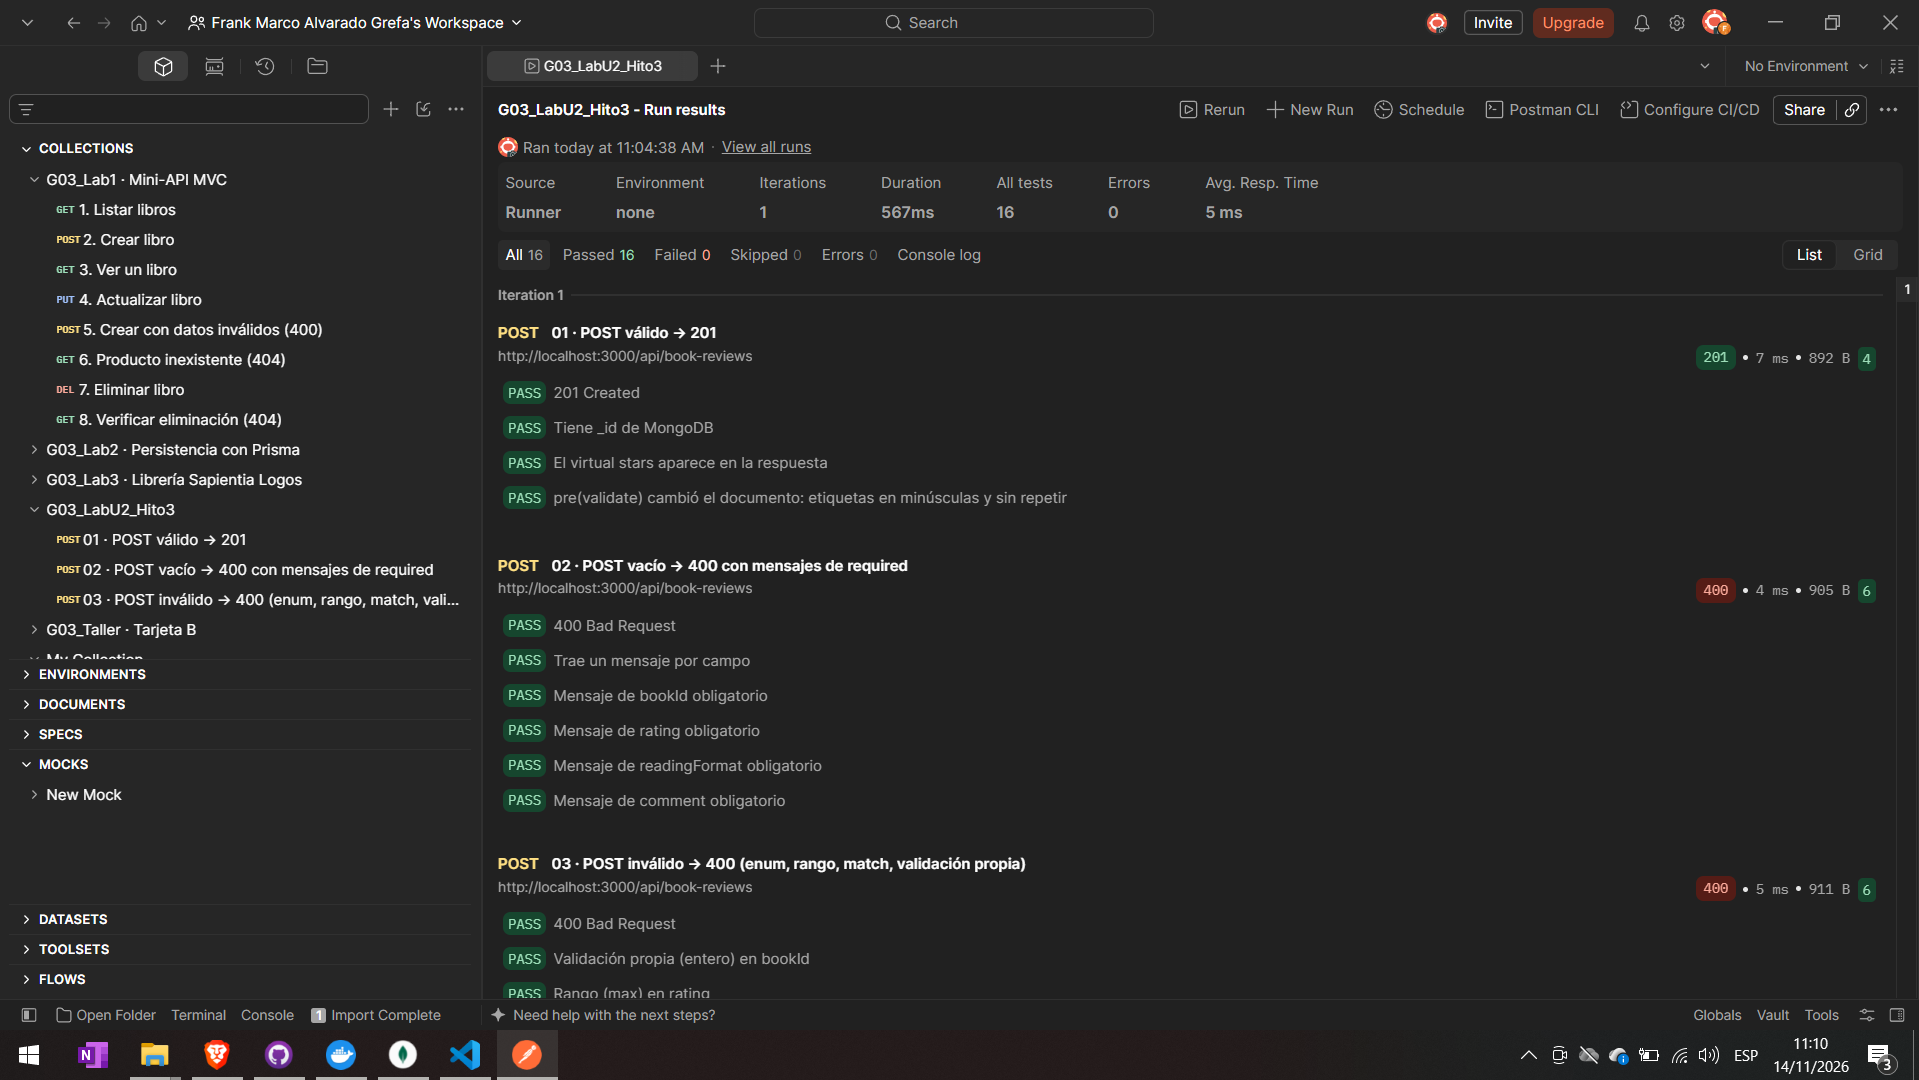 Frank Marco Alvarado Grefa's Workspace
Search
Invite
Upgrade
G03_LabU2_Hito3
No Environment
G03_LabU2_Hito3 - Run results
Rerun
New Run
Schedule
Postman CLI
Configure CI/CD
Share
Ran today at 11:04:38 AM · View all runs
Source Environment Iterations Duration All tests Errors Avg. Resp. Time
Runner none 1 567ms 16 0 5 ms
All 16 Passed 16 Failed 0 Skipped 0 Errors 0 Console log
List Grid
Iteration 1
1
POST 01 · POST válido → 201
http://localhost:3000/api/book-reviews
201 • 7 ms • 892 B 4
PASS 201 Created
PASS Tiene _id de MongoDB
PASS El virtual stars aparece en la respuesta
PASS pre(validate) cambió el documento: etiquetas en minúsculas y sin repetir
POST 02 · POST vacío → 400 con mensajes de required
http://localhost:3000/api/book-reviews
400 • 4 ms • 905 B 6
PASS 400 Bad Request
PASS Trae un mensaje por campo
PASS Mensaje de bookId obligatorio
PASS Mensaje de rating obligatorio
PASS Mensaje de readingFormat obligatorio
PASS Mensaje de comment obligatorio
POST 03 · POST inválido → 400 (enum, rango, match, validación propia)
http://localhost:3000/api/book-reviews
400 • 5 ms • 911 B 6
PASS 400 Bad Request
PASS Validación propia (entero) en bookId
PASS Rango (max) en rating
COLLECTIONS
G03_Lab1 · Mini-API MVC
GET 1. Listar libros
POST 2. Crear libro
GET 3. Ver un libro
PUT 4. Actualizar libro
POST 5. Crear con datos inválidos (400)
GET 6. Producto inexistente (404)
DEL 7. Eliminar libro
GET 8. Verificar eliminación (404)
G03_Lab2 · Persistencia con Prisma
G03_Lab3 · Librería Sapientia Logos
G03_LabU2_Hito3
POST 01 · POST válido → 201
POST 02 · POST vacío → 400 con mensajes de required
POST 03 · POST inválido → 400 (enum, rango, match, vali...
G03_Taller · Tarjeta B
My Collection
ENVIRONMENTS
DOCUMENTS
SPECS
MOCKS
New Mock
DATASETS
TOOLSETS
FLOWS
Open Folder
Terminal
Console
1 Import Complete
Need help with the next steps?
Globals
Vault
Tools
N
ESP
11:10
14/11/2026
3